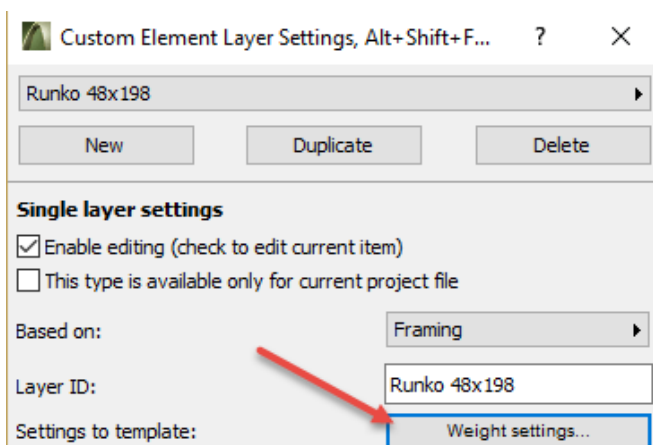 Custom Element Layer Settings, Alt+Shift+F... ? ×
Runko 48x198
New Duplicate Delete
Single layer settings
Enable editing (check to edit current item)
This type is available only for current project file
Based on: Framing
Layer ID: Runko 48x198
Settings to template: Weight settings...